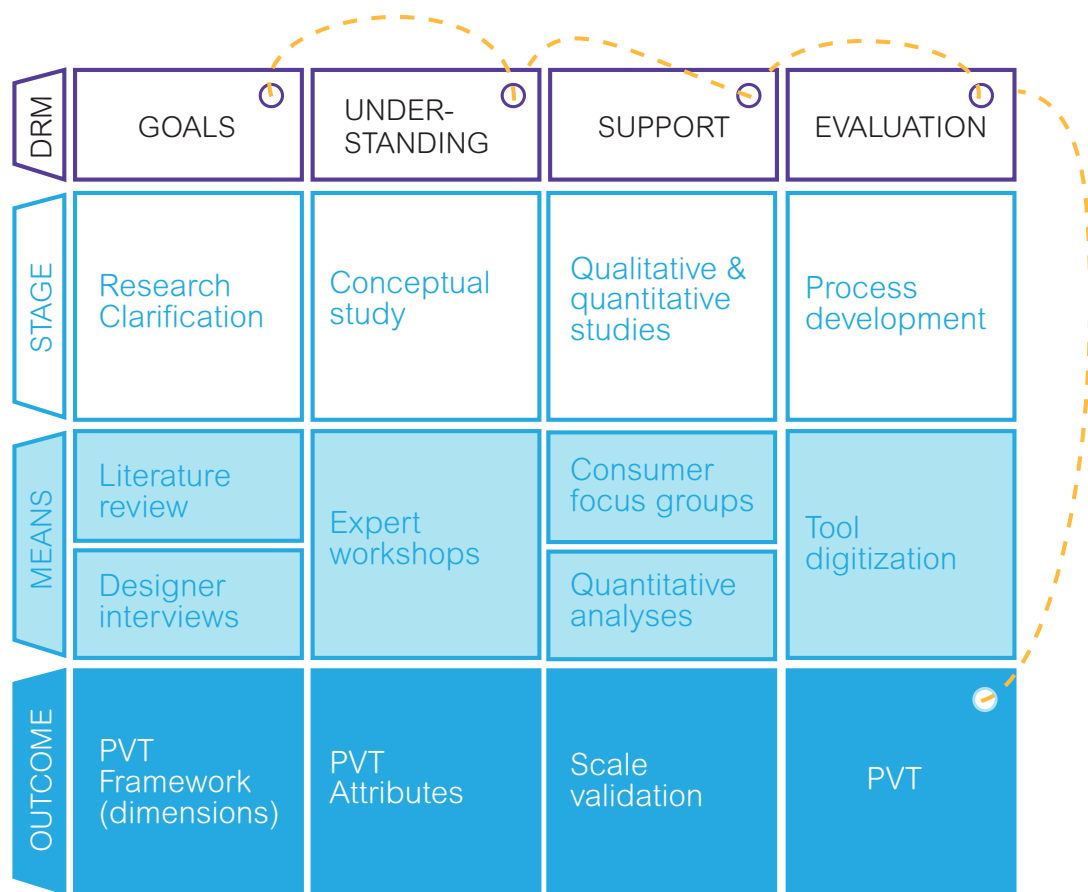 DRM
GOALS
UNDER-
STANDING
SUPPORT
EVALUATION
STAGE
Research
Clarification
Conceptual
study
Qualitative &
quantitative
studies
Process
development
MEANS
Literature
review
Designer
interviews
Expert
workshops
Consumer
focus groups
Quantitative
analyses
Tool
digitization
OUTCOME
PVT
Framework
(dimensions)
PVT
Attributes
Scale
validation
PVT